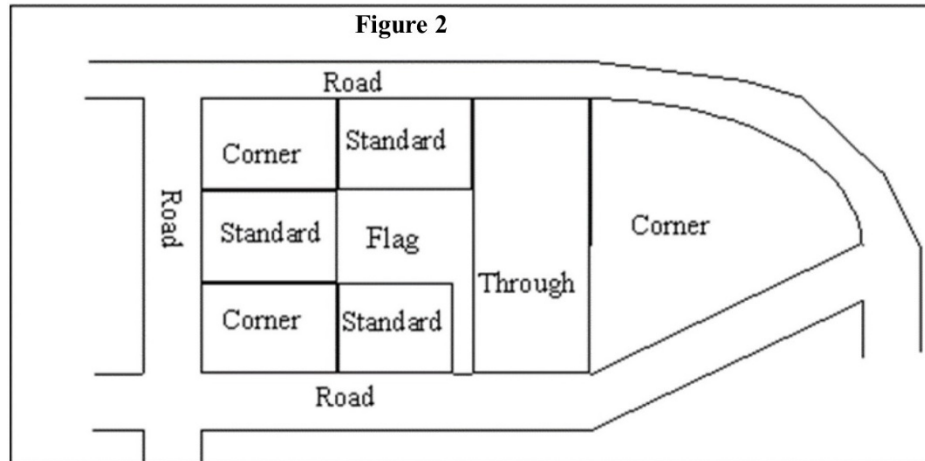 Figure 2
Road
Corner
Standard
Road
Standard
Flag
Corner
Through
Corner
Standard
Road